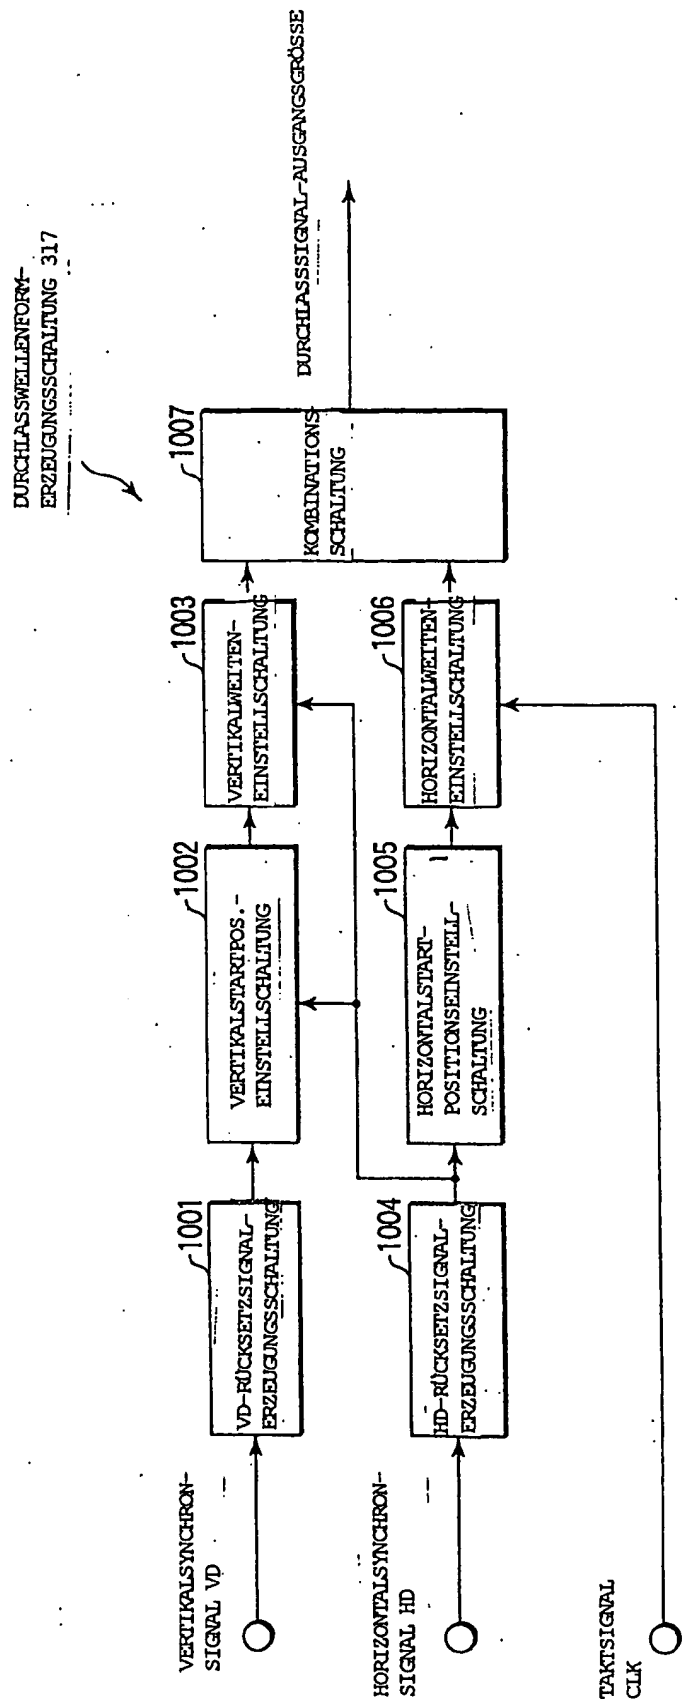 DURCHLASSWELLENFORM-
ERZEUGUNGSSCHALTUNG 317
VERTIKALSYNCHRON-
SIGNAL VD
1001
VD-RÜCKSETZSIGNAL-
ERZEUGUNGSSCHALTUNG
1002
VERTIKALSTARTPOS.-
EINSTELLSCHALTUNG
1003
VERTIKALWEITEN-
EINSTELLSCHALTUNG
1007
KOMBINATIONS-
SCHALTUNG
DURCHLASSSIGNAL-AUSGANGSGRÖSSE
HORIZONTALSYNCHRON-
SIGNAL HD
1004
HD-RÜCKSETZSIGNAL-
ERZEUGUNGSSCHALTUNG
1005
HORIZONTALSTART-
POSITIONSEINSTELL-
SCHALTUNG
1006
HORIZONTALWEITEN-
EINSTELLSCHALTUNG
TAKTSIGNAL
CLK